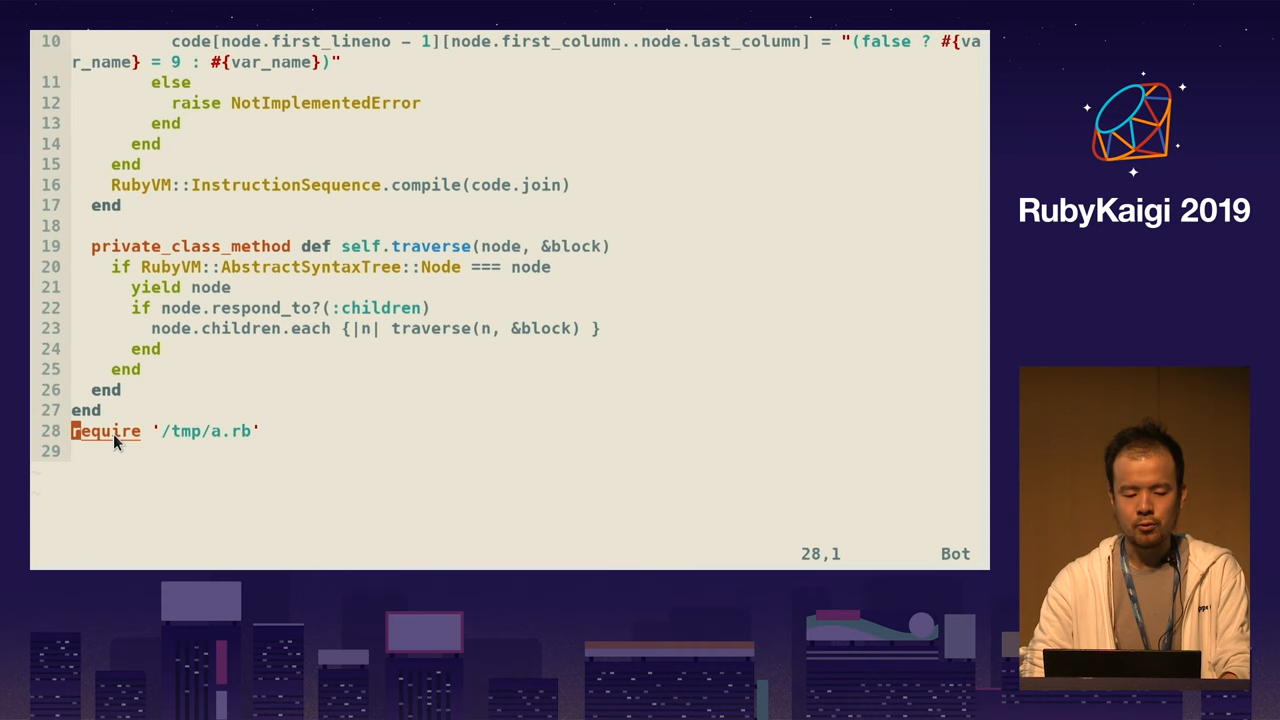 10          code[node.first_lineno - 1][node.first_column..node.last_column] = "(false ? #{va
r_name} = 9 : #{var_name})"
11        else
12          raise NotImplementedError
13        end
14      end
15    end
16    RubyVM::InstructionSequence.compile(code.join)
17  end
18
19  private_class_method def self.traverse(node, &block)
20    if RubyVM::AbstractSyntaxTree::Node === node
21      yield node
22      if node.respond_to?(:children)
23        node.children.each {|n| traverse(n, &block) }
24      end
25    end
26  end
27 end
28 require '/tmp/a.rb'
29
~
~
28,1 Bot
RubyKaigi 2019